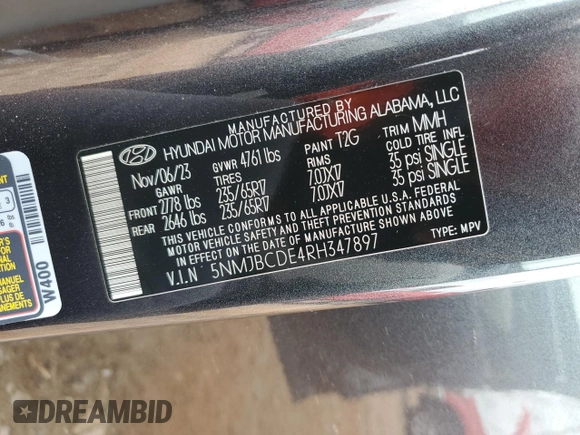 MANUFACTURED BY
HYUNDAI MOTOR MANUFACTURING ALABAMA, LLC
Nov/06/23 GVWR 4761 lbs PAINT T2G TRIM MMH
GAWR TIRES RIMS COLD TIRE INFL
FRONT 2778 lbs 235/65R17 7.0JX17 35 psi SINGLE
REAR 2646 lbs 235/65R17 7.0JX17 35 psi SINGLE
THIS VEHICLE CONFORMS TO ALL APPLICABLE U.S.A. FEDERAL
MOTOR VEHICLE SAFETY AND THEFT PREVENTION STANDARDS
IN EFFECT ON THE DATE OF MANUFACTURE SHOWN ABOVE
V.I.N 5NMJBCDE4RH347897 TYPE: MPV
W400
DREAMBID